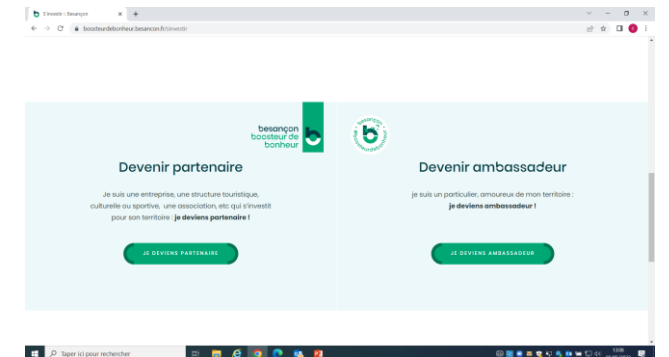 S'investir - Besançon
boosteurdebonheur.besancon.fr/sinvestir
besançon
boosteur de
bonheur
Devenir partenaire
Je suis une entreprise, une structure touristique,
culturelle ou sportive, une association, etc qui s'investit
pour son territoire : je deviens partenaire !
JE DEVIENS PARTENAIRE
Devenir ambassadeur
je suis un particulier, amoureux de mon territoire :
je deviens ambassadeur !
JE DEVIENS AMBASSADEUR
Taper ici pour rechercher